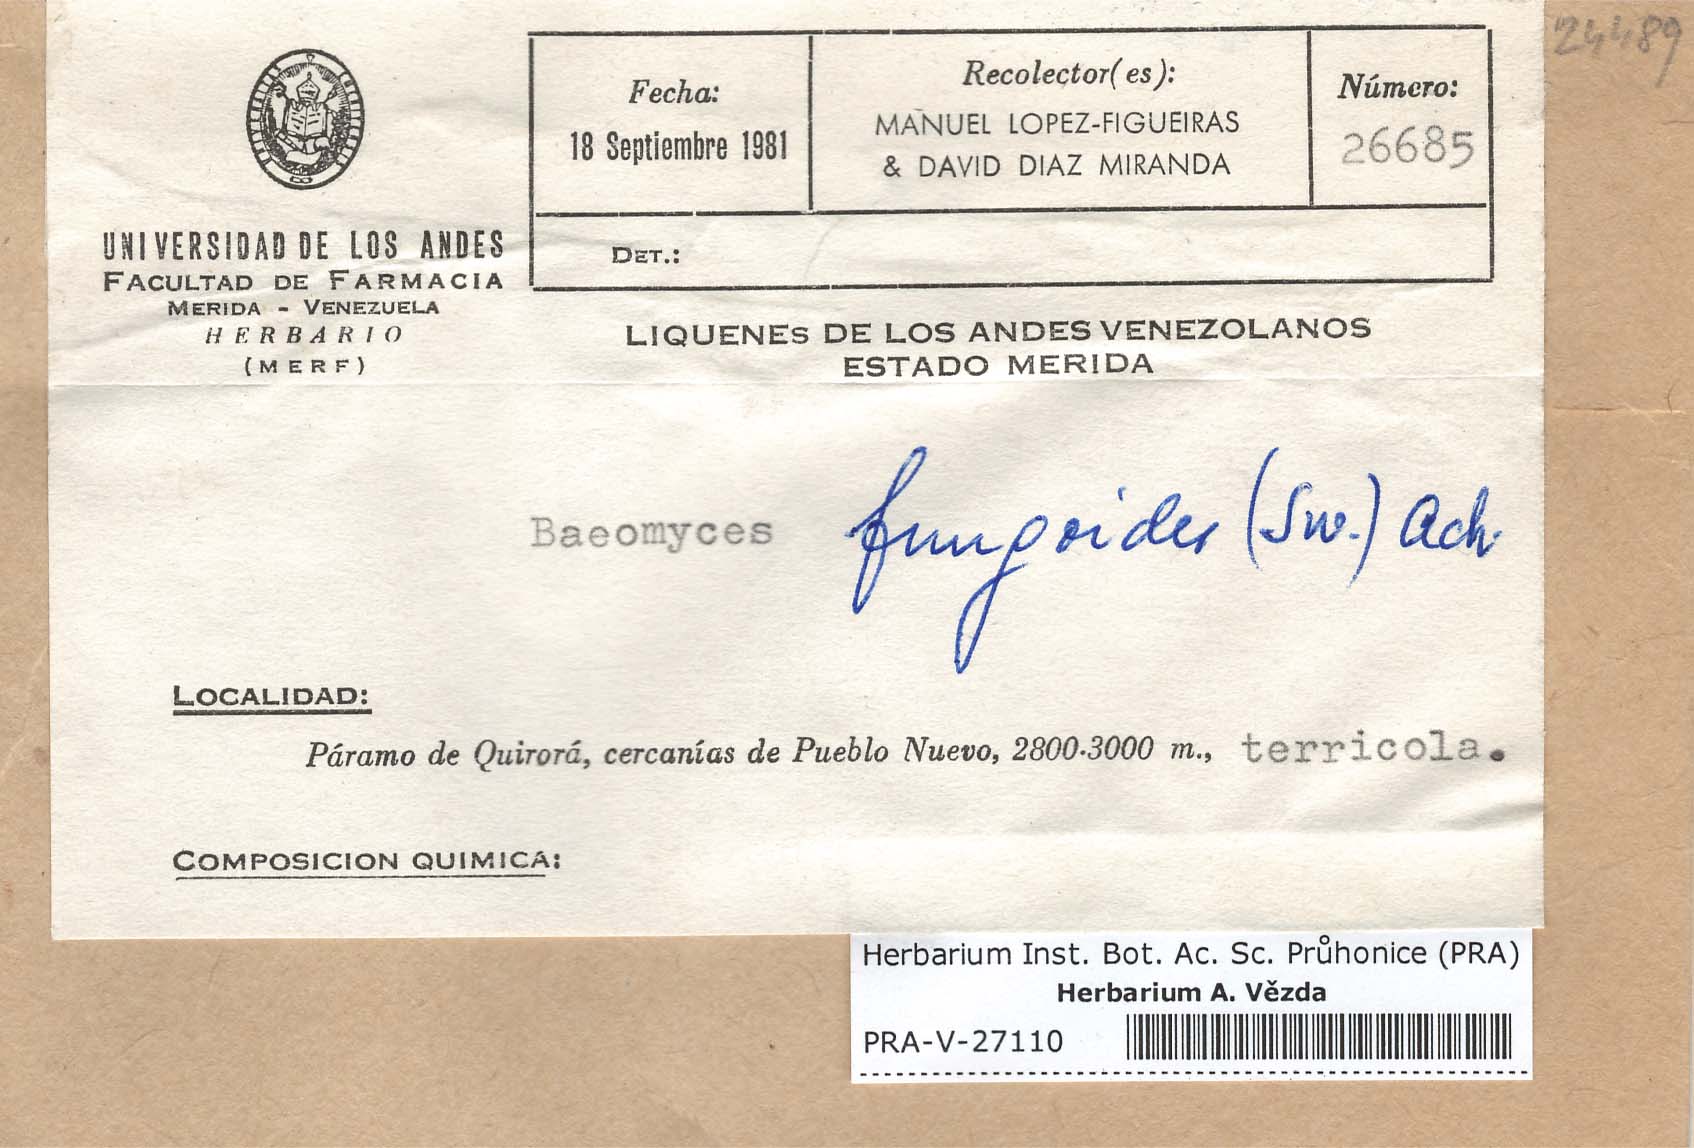 24489
Fecha:
18 Septiembre 1981
Recolector(es):
MANUEL LOPEZ-FIGUEIRAS
& DAVID DIAZ MIRANDA
Número:
26685
DET.:
UNIVERSIDAD DE LOS ANDES
FACULTAD DE FARMACIA
MERIDA - VENEZUELA
HERBARIO
(MERF)
LIQUENES DE LOS ANDES VENEZOLANOS
ESTADO MERIDA
Baeomyces fungoides (Sw.) Ach.
LOCALIDAD:
Páramo de Quirorá, cercanías de Pueblo Nuevo, 2800-3000 m., terricola.
COMPOSICION QUIMICA:
Herbarium Inst. Bot. Ac. Sc. Průhonice (PRA)
Herbarium A. Vězda
PRA-V-27110